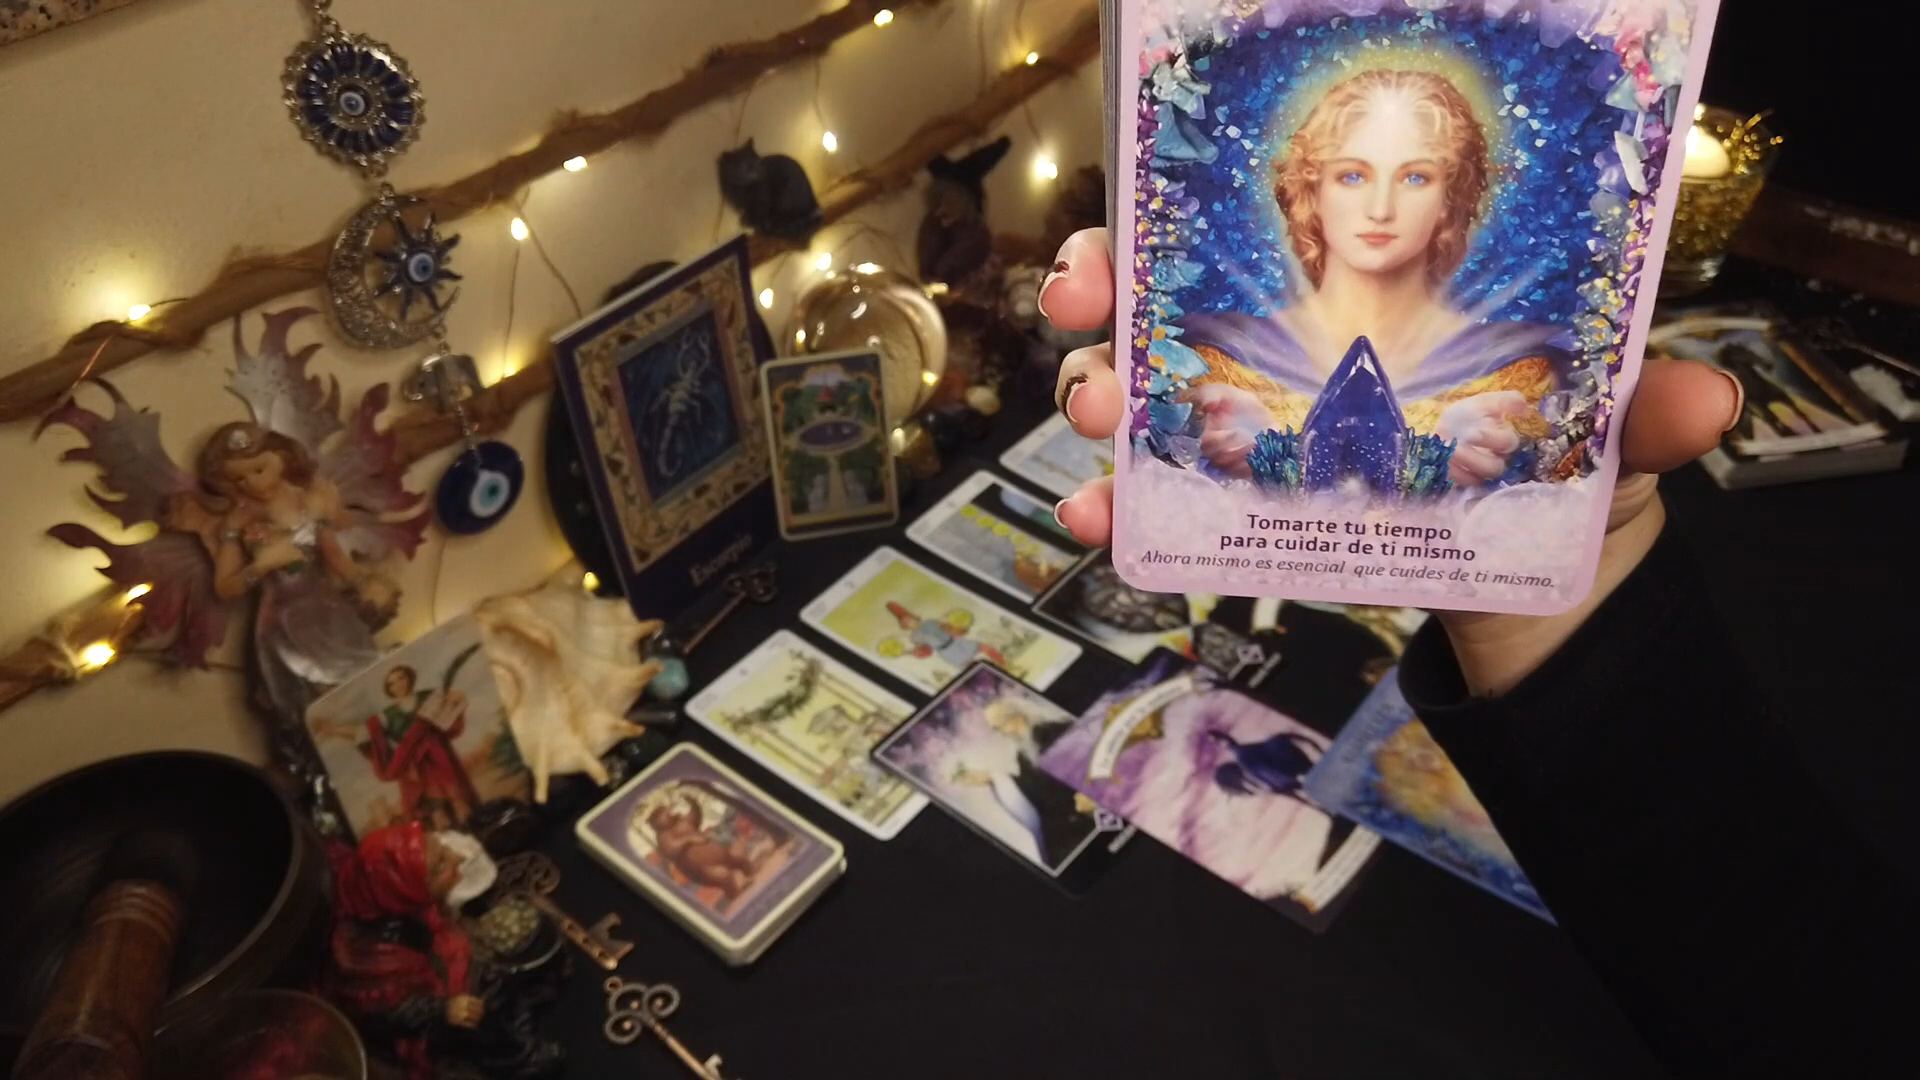 Tomarte tu tiempo
para cuidar de ti mismo
Ahora mismo es esencial que cuides de ti mismo.
Escorpio